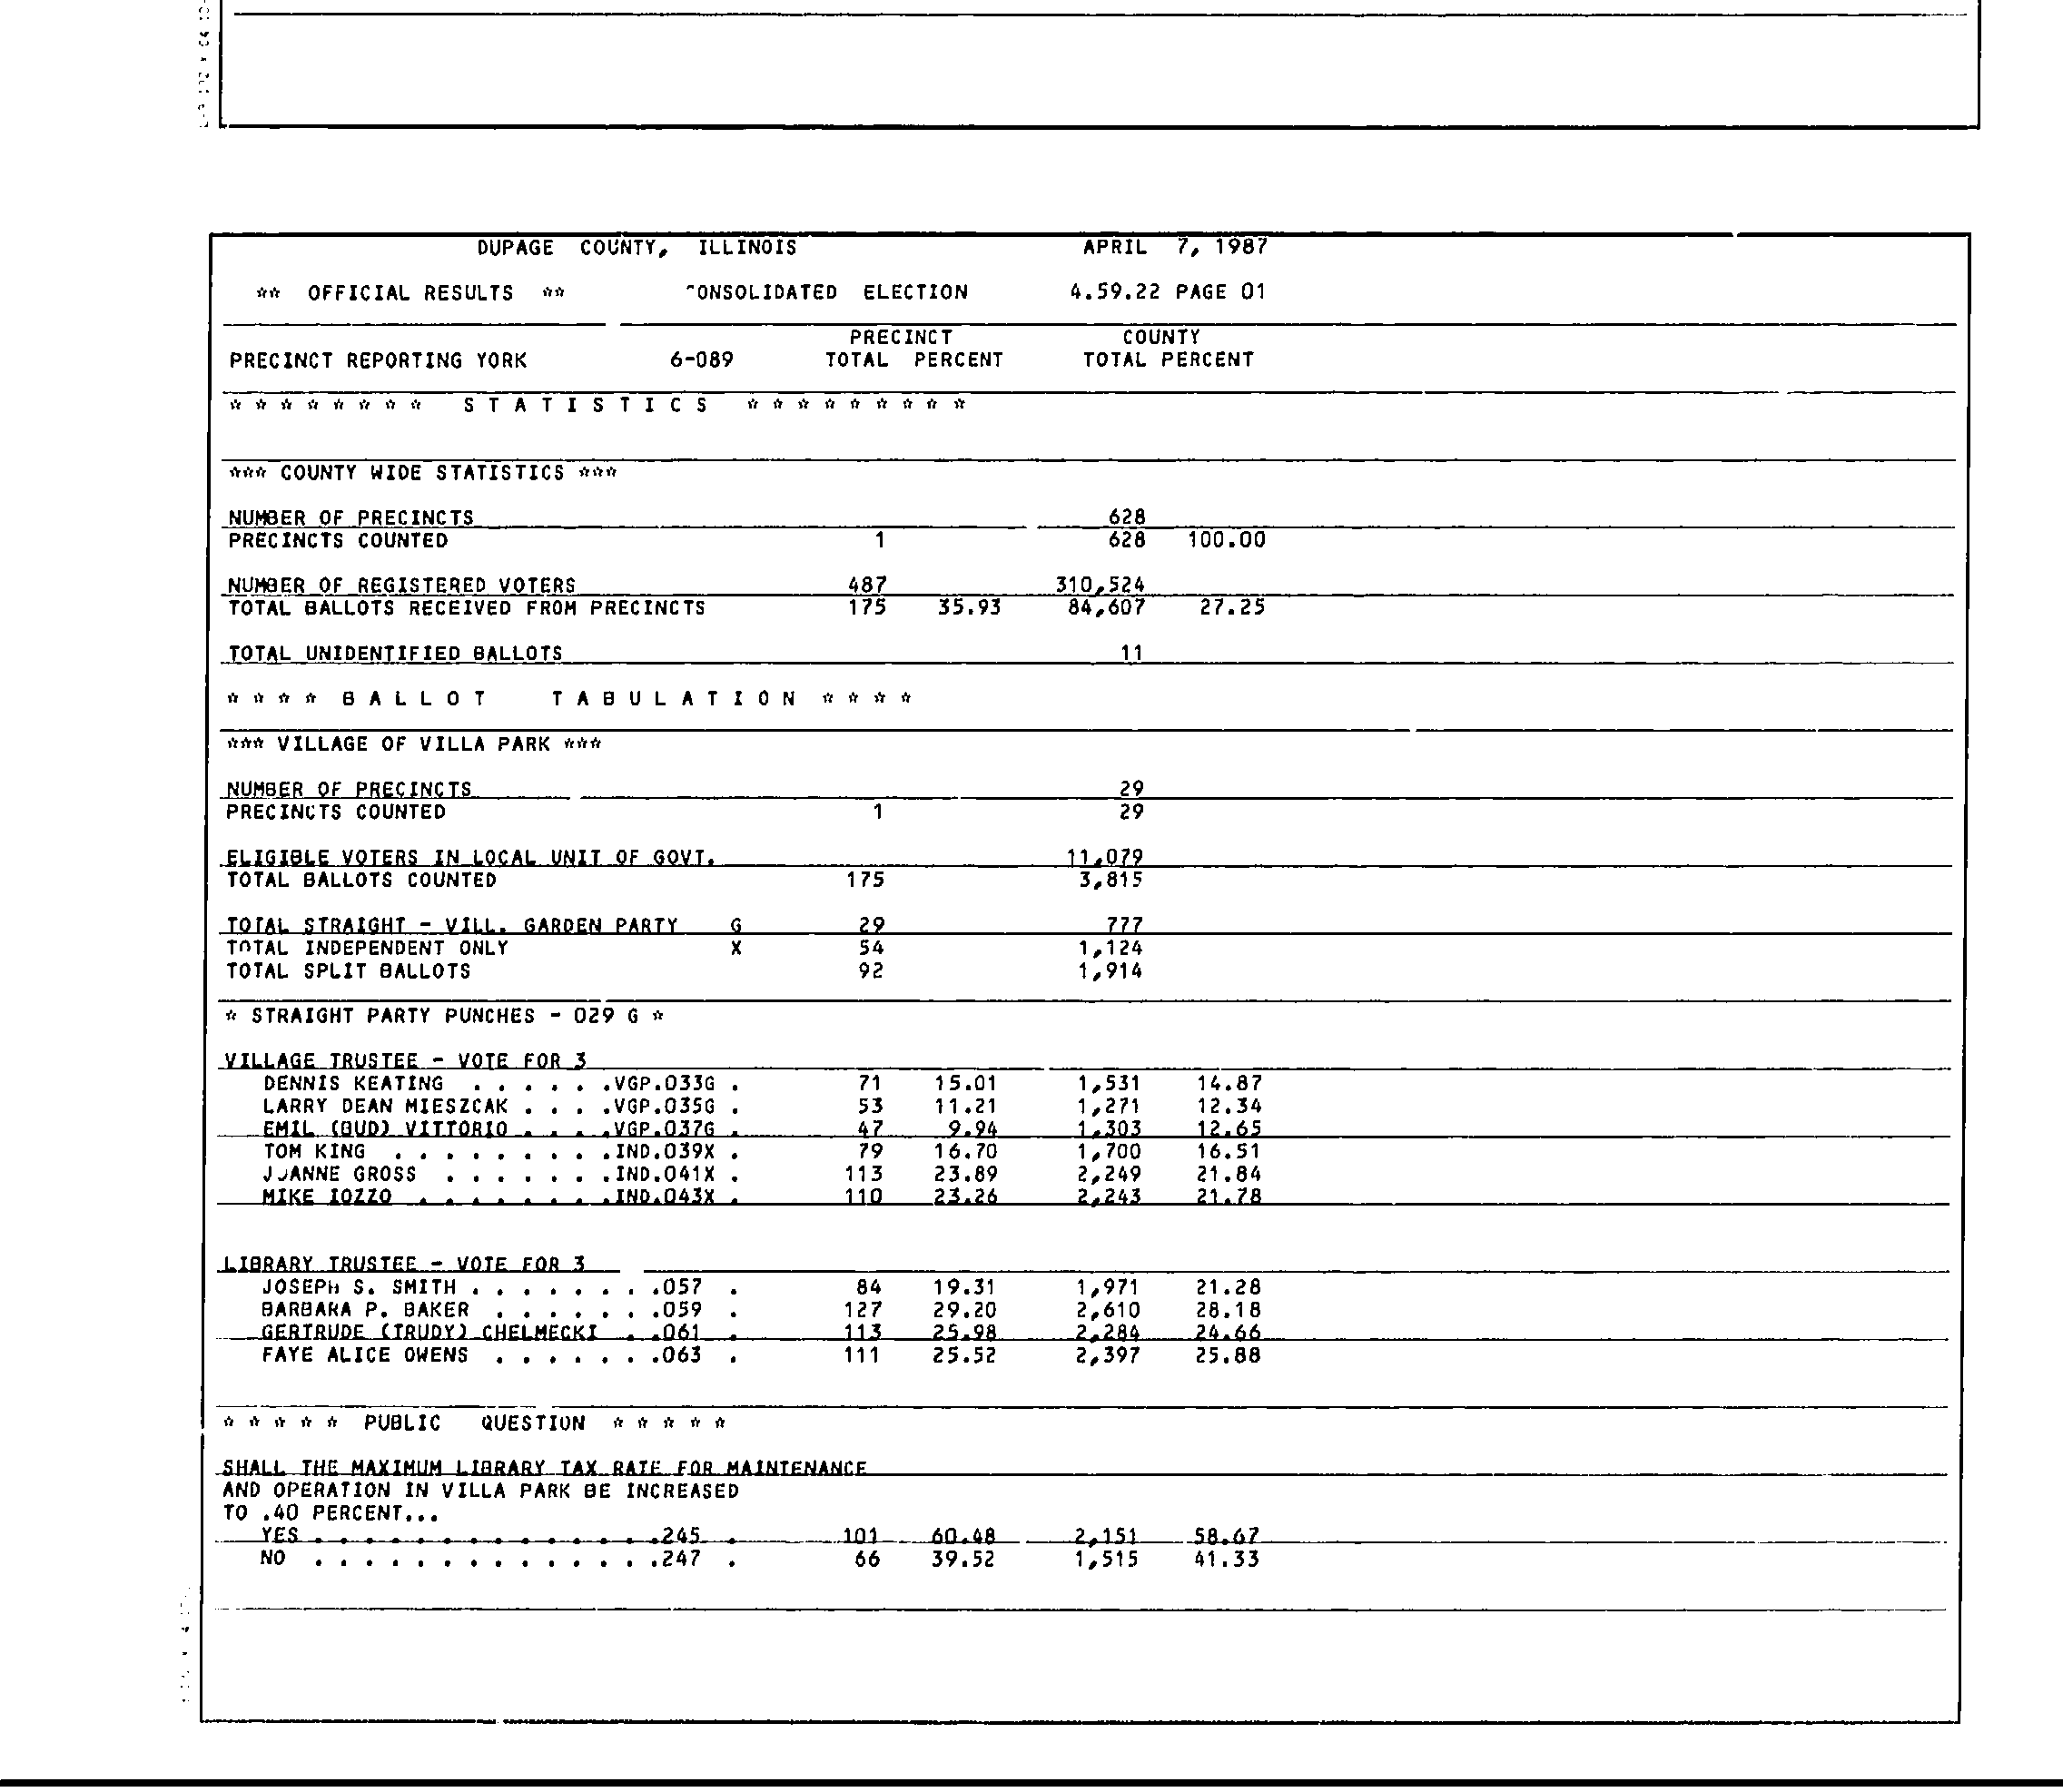 DUPAGE COUNTY, ILLINOIS APRIL 7, 1987
** OFFICIAL RESULTS ** ELECTION 4.59.22 PAGE 01
PRECINCT COUNTY
PRECINCT REPORTING YORK 6-089 TOTAL PERCENT TOTAL PERCENT
* * * * * * * * S T A T I S T I C S * * * * * * * * *
*** COUNTY WIDE STATISTICS ***
NUMBER OF PRECINCTS 628
PRECINCTS COUNTED 1 628 100.00
NUMBER OF REGISTERED VOTERS 487 310,524
TOTAL BALLOTS RECEIVED FROM PRECINCTS 175 35.93 84,607 27.25
TOTAL UNIDENTIFIED BALLOTS 11
* * * * B A L L O T T A B U L A T I O N * * * *
*** VILLAGE OF VILLA PARK ***
NUMBER OF PRECINCTS 29
PRECINCTS COUNTED 1 29
ELIGIBLE VOTERS IN LOCAL UNIT OF GOVT. 11,079
TOTAL BALLOTS COUNTED 175 3,815
TOTAL STRAIGHT - VILL. GARDEN PARTY G 29 777
TOTAL INDEPENDENT ONLY X 54 1,124
TOTAL SPLIT BALLOTS 92 1,914
* STRAIGHT PARTY PUNCHES - 029 G *
VILLAGE TRUSTEE - VOTE FOR 3
DENNIS KEATING . . . . . .VGP.033G . 71 15.01 1,531 14.87
LARRY DEAN MIESZCAK . . . .VGP.035G . 53 11.21 1,271 12.34
EMIL (BUD) VITTORIO . . . .VGP.037G . 47 9.94 1,303 12.65
TOM KING . . . . . . . . .IND.039X . 79 16.70 1,700 16.51
JOANNE GROSS . . . . . . .IND.041X . 113 23.89 2,249 21.84
MIKE IOZZO . . . . . . . .IND.043X . 110 23.26 2,243 21.78
LIBRARY TRUSTEE - VOTE FOR 3
JOSEPH S. SMITH . . . . . . . .057 . 84 19.31 1,971 21.28
BARBARA P. BAKER . . . . . . .059 . 127 29.20 2,610 28.18
GERTRUDE (TRUDY) CHELMECKI . .061 . 113 25.98 2,284 24.66
FAYE ALICE OWENS . . . . . . .063 . 111 25.52 2,397 25.88
* * * * * PUBLIC QUESTION * * * * *
SHALL THE MAXIMUM LIBRARY TAX RATE FOR MAINTENANCE
AND OPERATION IN VILLA PARK BE INCREASED
TO .40 PERCENT...
YES . . . . . . . . . . . . . .245 . 101 60.48 2,151 58.67
NO . . . . . . . . . . . . . .247 . 66 39.52 1,515 41.33